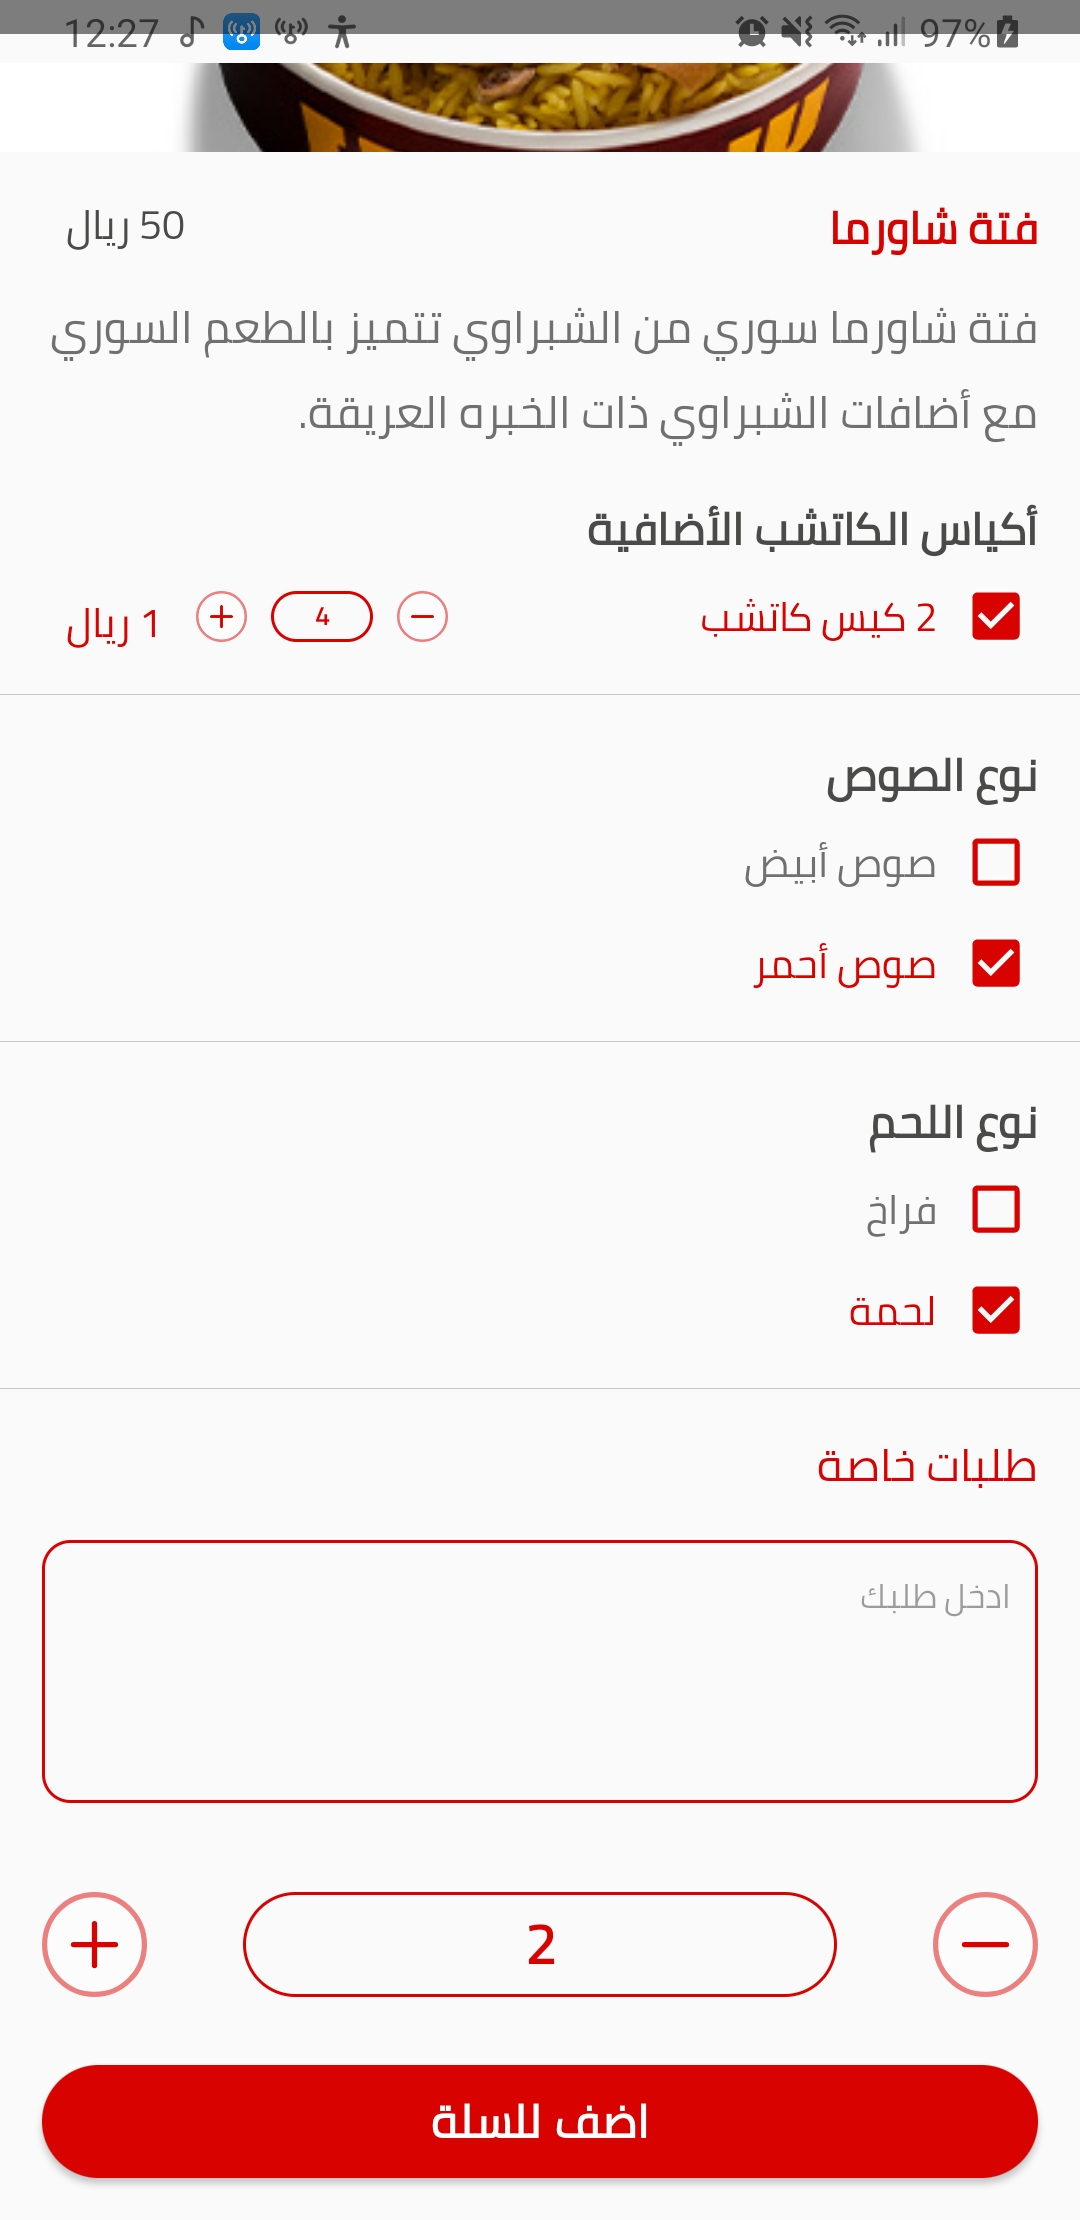 12:27 97%
فتة شاورما 50 ريال
فتة شاورما سوري من الشبراوي تتميز بالطعم السوري
مع أضافات الشبراوي ذات الخبره العريقة.
أكياس الكاتشب الأضافية
2 كيس كاتشب 4 1 ريال
نوع الصوص
صوص أبيض
صوص أحمر
نوع اللحم
فراخ
لحمة
طلبات خاصة
ادخل طلبك
2
اضف للسلة